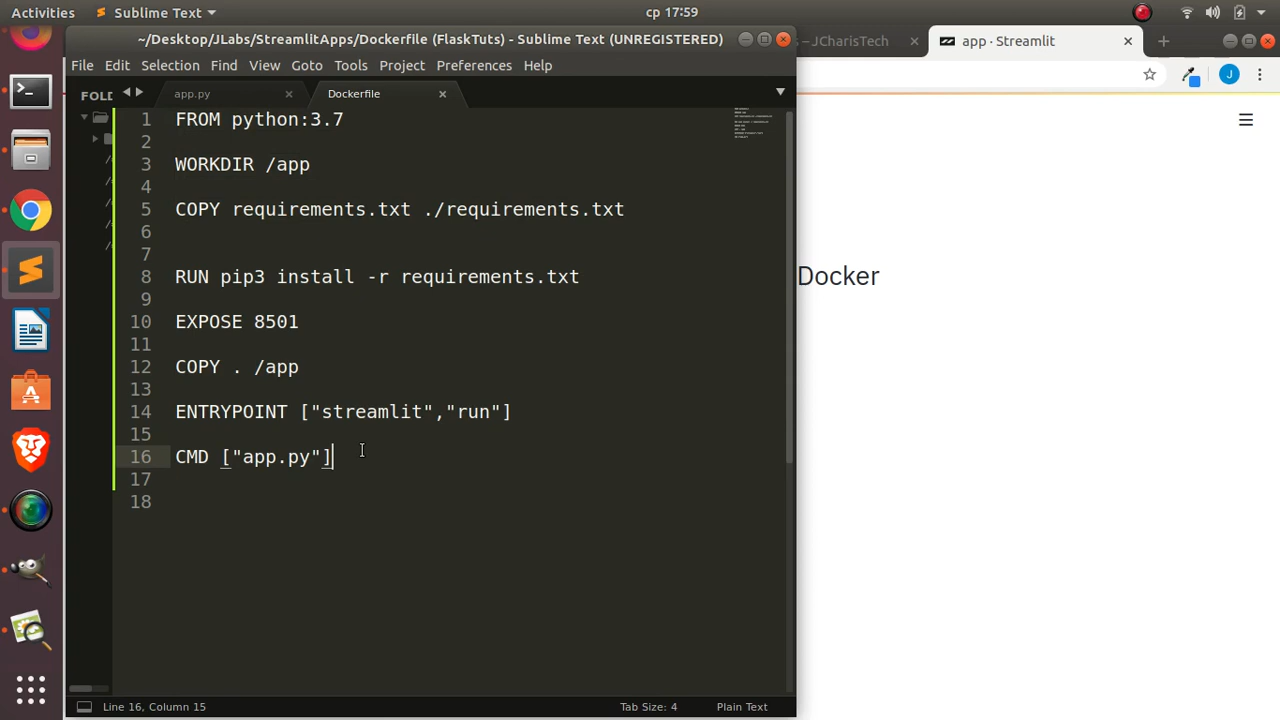 Activities
Sublime Text
ср 17:59
~/Desktop/JLabs/StreamlitApps/Dockerfile (FlaskTuts) - Sublime Text (UNREGISTERED)
– JCharisTech
app · Streamlit
File Edit Selection Find View Goto Tools Project Preferences Help
J
FOLD
app.py
Dockerfile
1 FROM python:3.7
2
3 WORKDIR /app
4
5 COPY requirements.txt ./requirements.txt
6
7
8 RUN pip3 install -r requirements.txt
9
10 EXPOSE 8501
11
12 COPY . /app
13
14 ENTRYPOINT ["streamlit","run"]
15
16 CMD ["app.py"]
17
18
Docker
Line 16, Column 15
Tab Size: 4
Plain Text